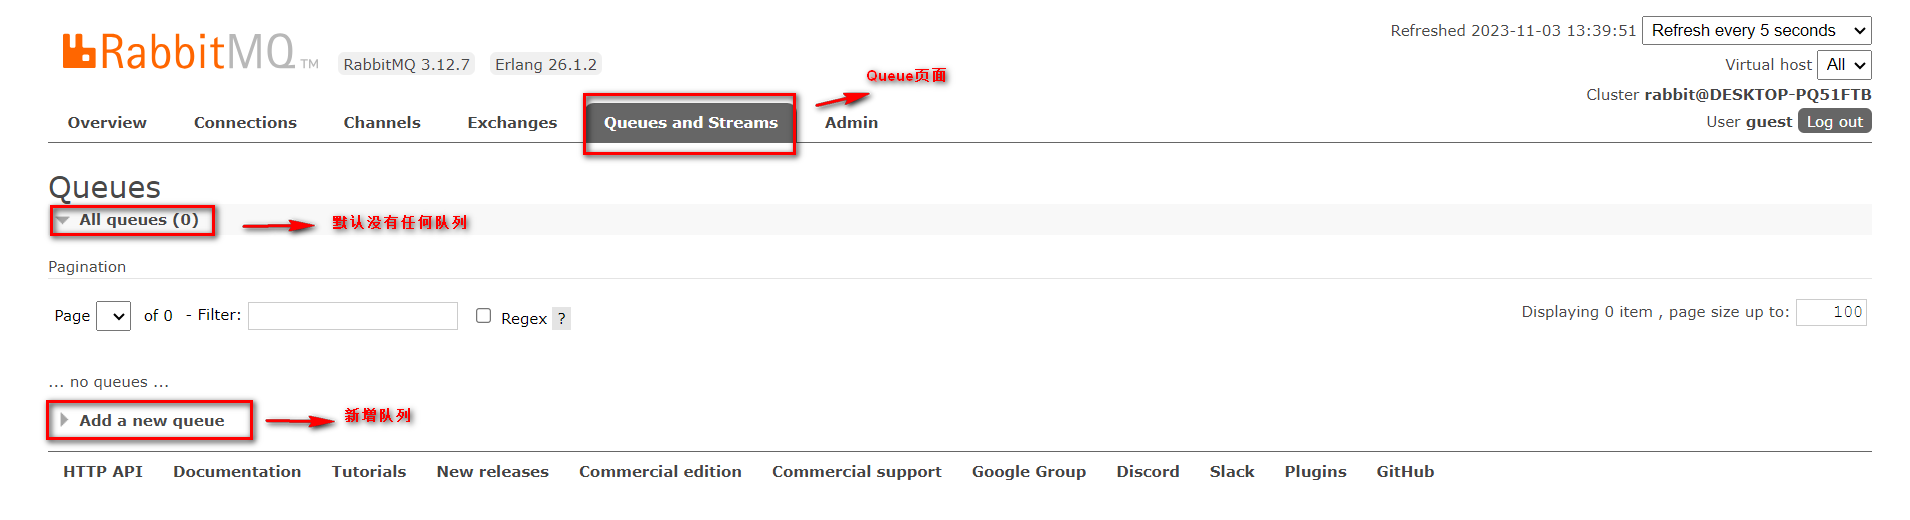 Refreshed 2023-11-03 13:39:51 Refresh every 5 seconds
RabbitMQ TM RabbitMQ 3.12.7 Erlang 26.1.2
Virtual host All
Queue页面
Cluster rabbit@DESKTOP-PQ51FTB
User guest Log out
Overview Connections Channels Exchanges Queues and Streams Admin
Queues
All queues (0) 默认没有任何队列
Pagination
Page of 0 - Filter: Regex ? Displaying 0 item , page size up to: 100
... no queues ...
Add a new queue 新增队列
HTTP API Documentation Tutorials New releases Commercial edition Commercial support Google Group Discord Slack Plugins GitHub